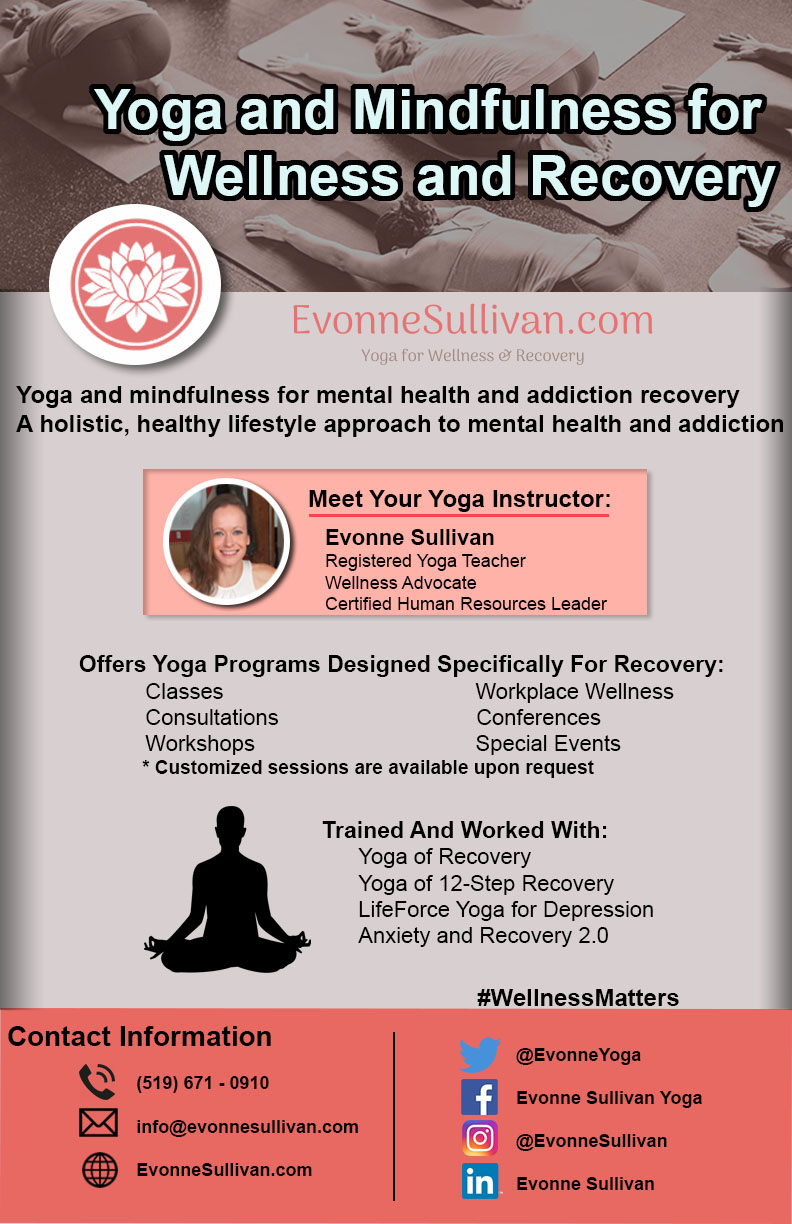 Yoga and Mindfulness for
Wellness and Recovery
EvonneSullivan.com
Yoga for Wellness & Recovery
Yoga and mindfulness for mental health and addiction recovery
A holistic, healthy lifestyle approach to mental health and addiction
Meet Your Yoga Instructor:
Evonne Sullivan
Registered Yoga Teacher
Wellness Advocate
Certified Human Resources Leader
Offers Yoga Programs Designed Specifically For Recovery:
Classes
Consultations
Workshops
Workplace Wellness
Conferences
Special Events
* Customized sessions are available upon request
Trained And Worked With:
Yoga of Recovery
Yoga of 12-Step Recovery
LifeForce Yoga for Depression
Anxiety and Recovery 2.0
#WellnessMatters
Contact Information
(519) 671 - 0910
info@evonnesullivan.com
EvonneSullivan.com
@EvonneYoga
Evonne Sullivan Yoga
@EvonneSullivan
in
Evonne Sullivan